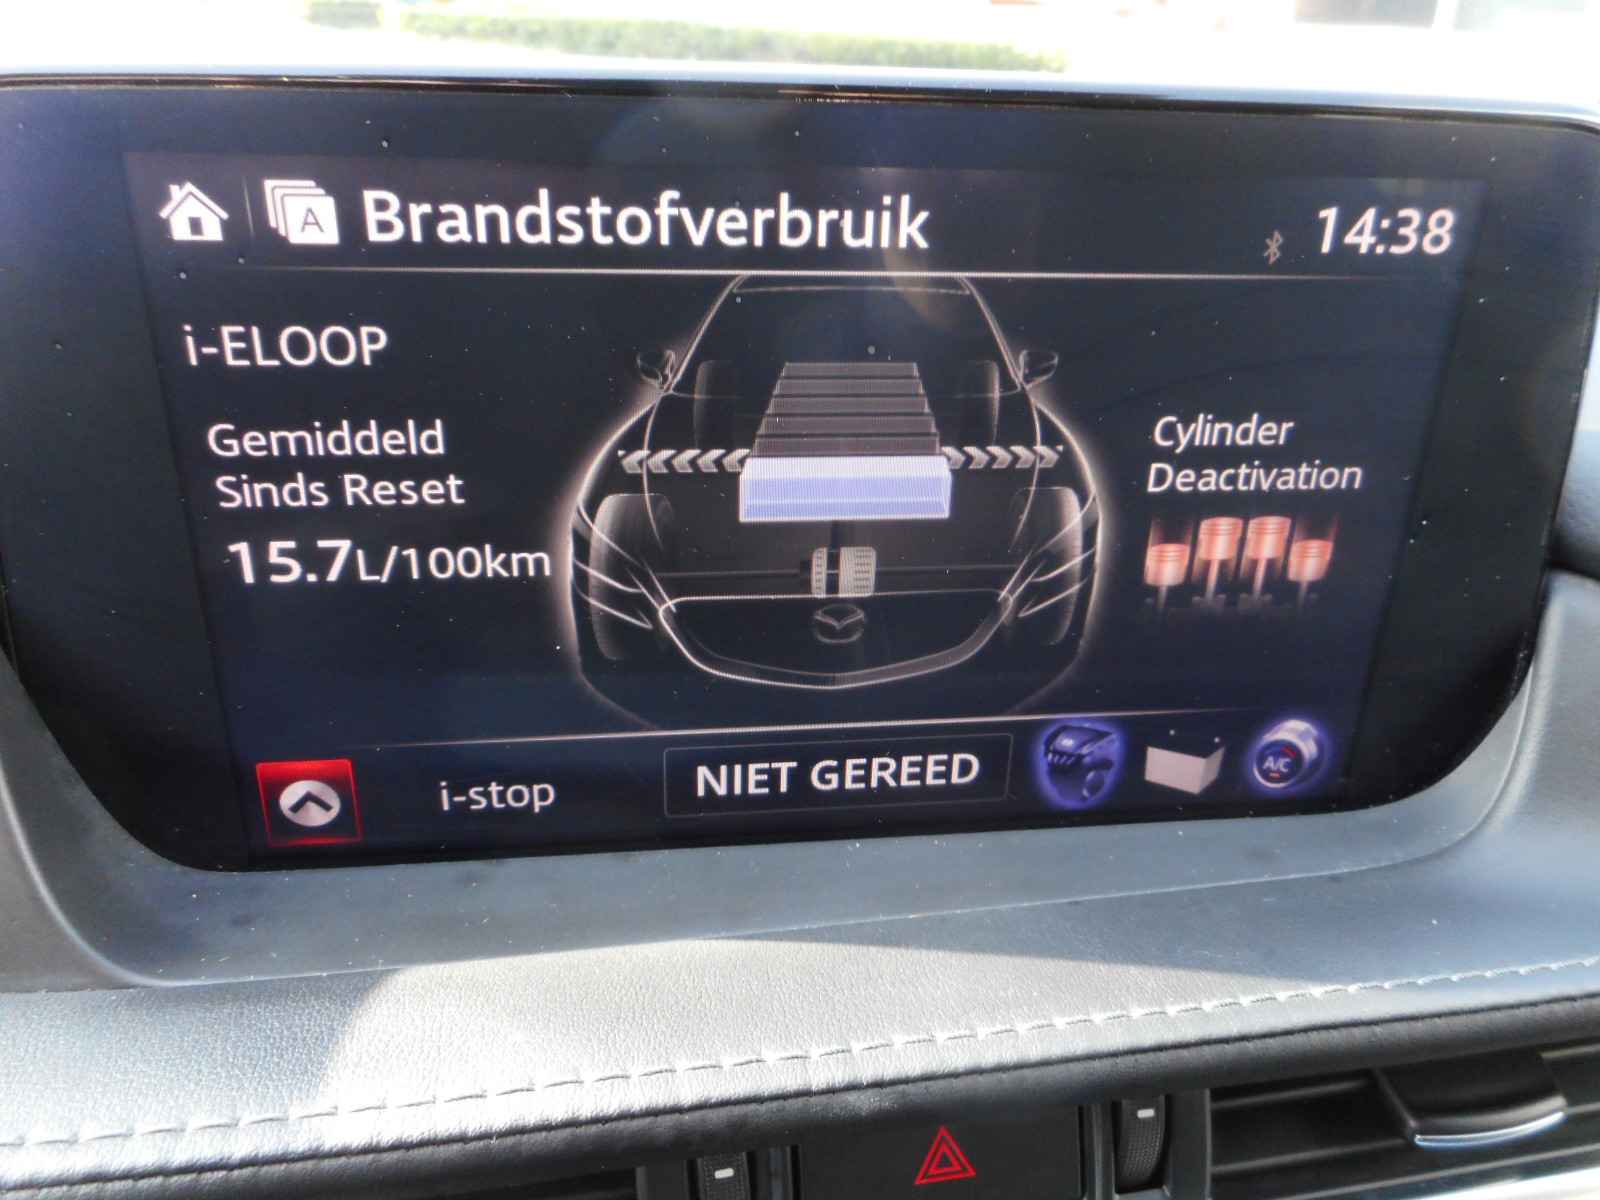 A Brandstofverbruik 14:38
i-ELOOP
Gemiddeld
Sinds Reset
15.7L/100km
Cylinder
Deactivation
i-stop NIET GEREED A/C